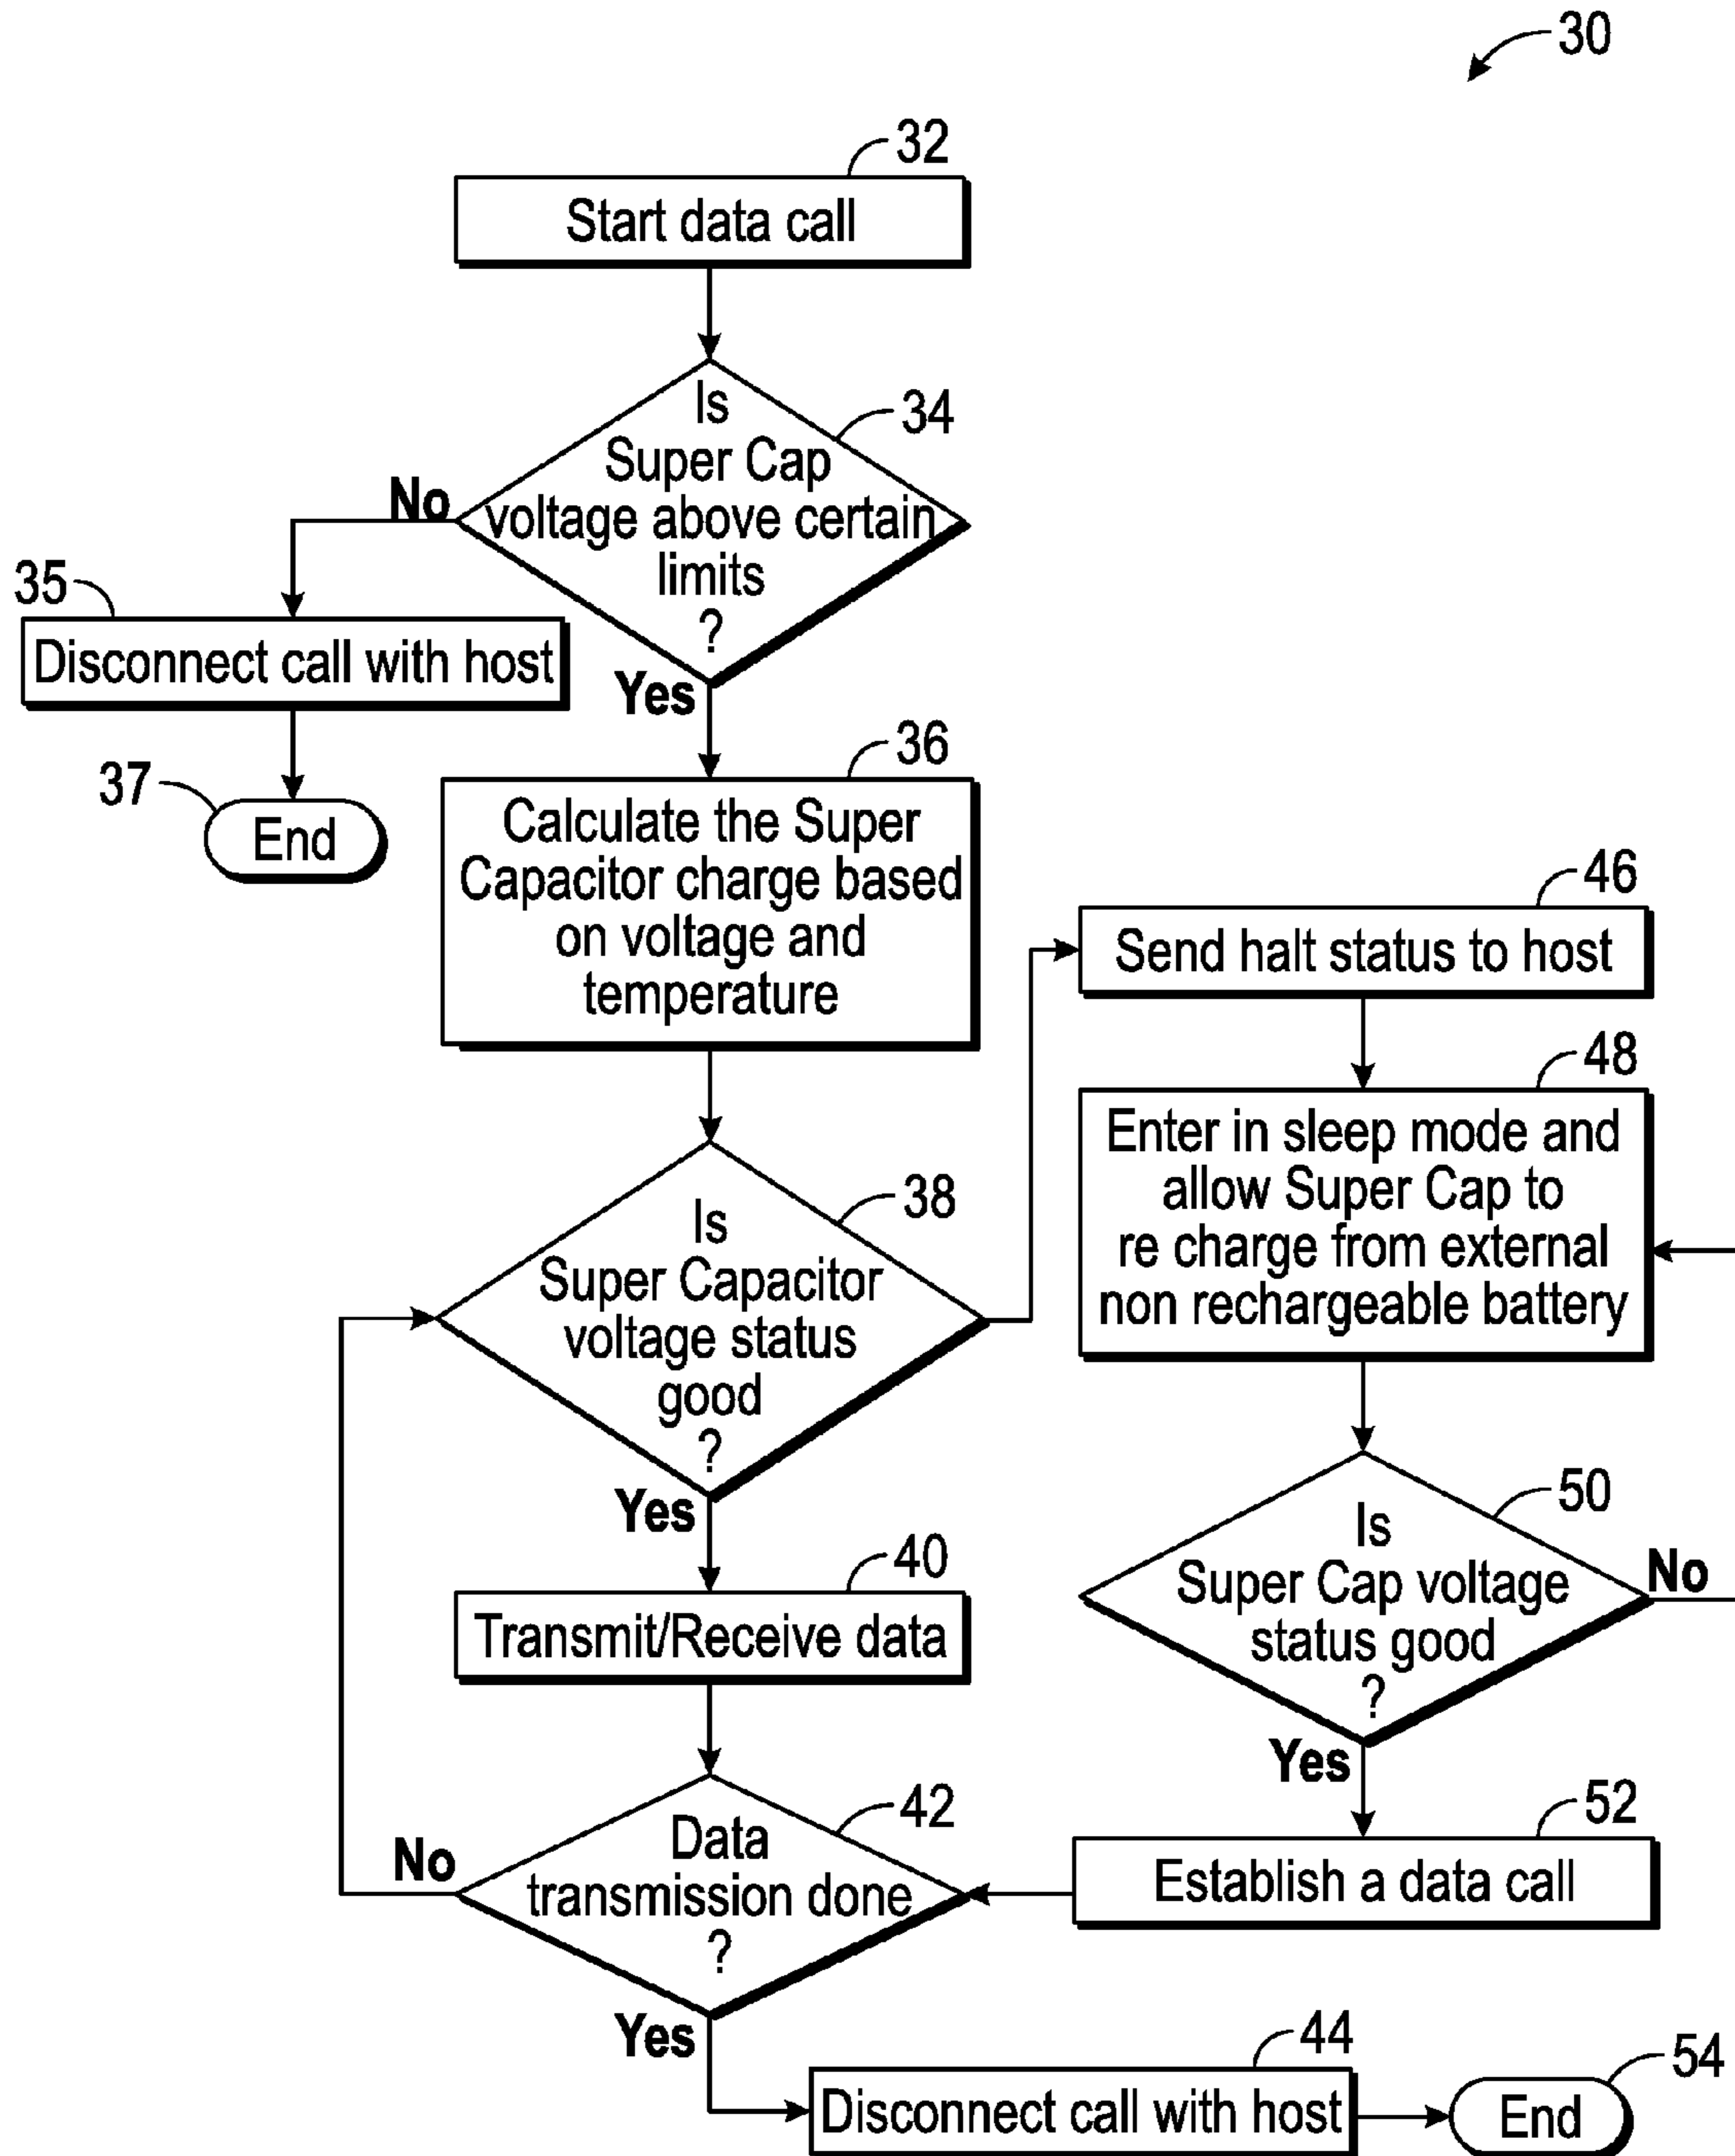 30
32
Start data call
34
Is
Super Cap
voltage above certain
limits
?
No
Yes
35
Disconnect call with host
37
End
36
Calculate the Super
Capacitor charge based
on voltage and
temperature
38
Is
Super Capacitor
voltage status
good
?
Yes
40
Transmit/Receive data
42
Data
transmission done
?
No
Yes
44
Disconnect call with host
54
End
46
Send halt status to host
48
Enter in sleep mode and
allow Super Cap to
re charge from external
non rechargeable battery
50
Is
Super Cap voltage
status good
?
No
Yes
52
Establish a data call